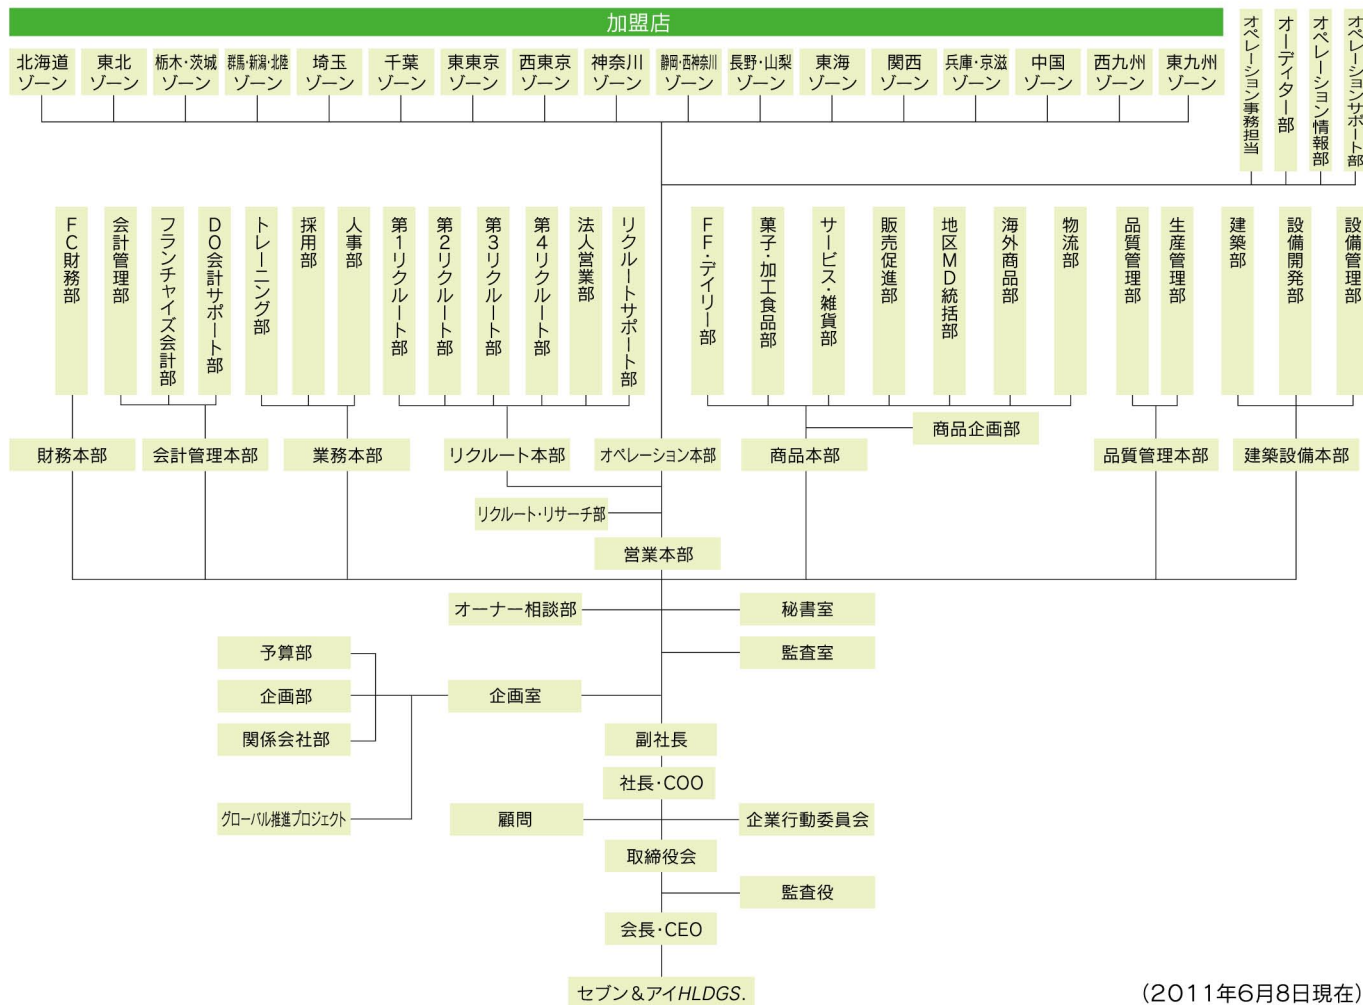 加盟店
北海道
ゾーン
東北
ゾーン
栃木・茨城
ゾーン
群馬・新潟・北陸
ゾーン
埼玉
ゾーン
千葉
ゾーン
東東京
ゾーン
西東京
ゾーン
神奈川
ゾーン
静岡・西神奈川
ゾーン
長野・山梨
ゾーン
東海
ゾーン
関西
ゾーン
兵庫・京滋
ゾーン
中国
ゾーン
西九州
ゾーン
東九州
ゾーン
オペレーション事務担当
オーディター部
オペレーション情報部
オペレーションサポート部
FC財務部
会計管理部
フランチャイズ会計部
DO会計サポート部
トレーニング部
採用部
人事部
第1リクルート部
第2リクルート部
第3リクルート部
第4リクルート部
法人営業部
リクルートサポート部
FF・デイリー部
菓子・加工食品部
サービス・雑貨部
販売促進部
地区MD統括部
海外商品部
物流部
品質管理部
生産管理部
建築部
設備開発部
設備管理部
商品企画部
財務本部
会計管理本部
業務本部
リクルート本部
オペレーション本部
商品本部
品質管理本部
建築設備本部
リクルート・リサーチ部
営業本部
オーナー相談部
秘書室
予算部
監査室
企画部
企画室
関係会社部
副社長
社長・COO
グローバル推進プロジェクト
顧問
企業行動委員会
取締役会
監査役
会長・CEO
セブン&アイHLDGS.
(2011年6月8日現在)